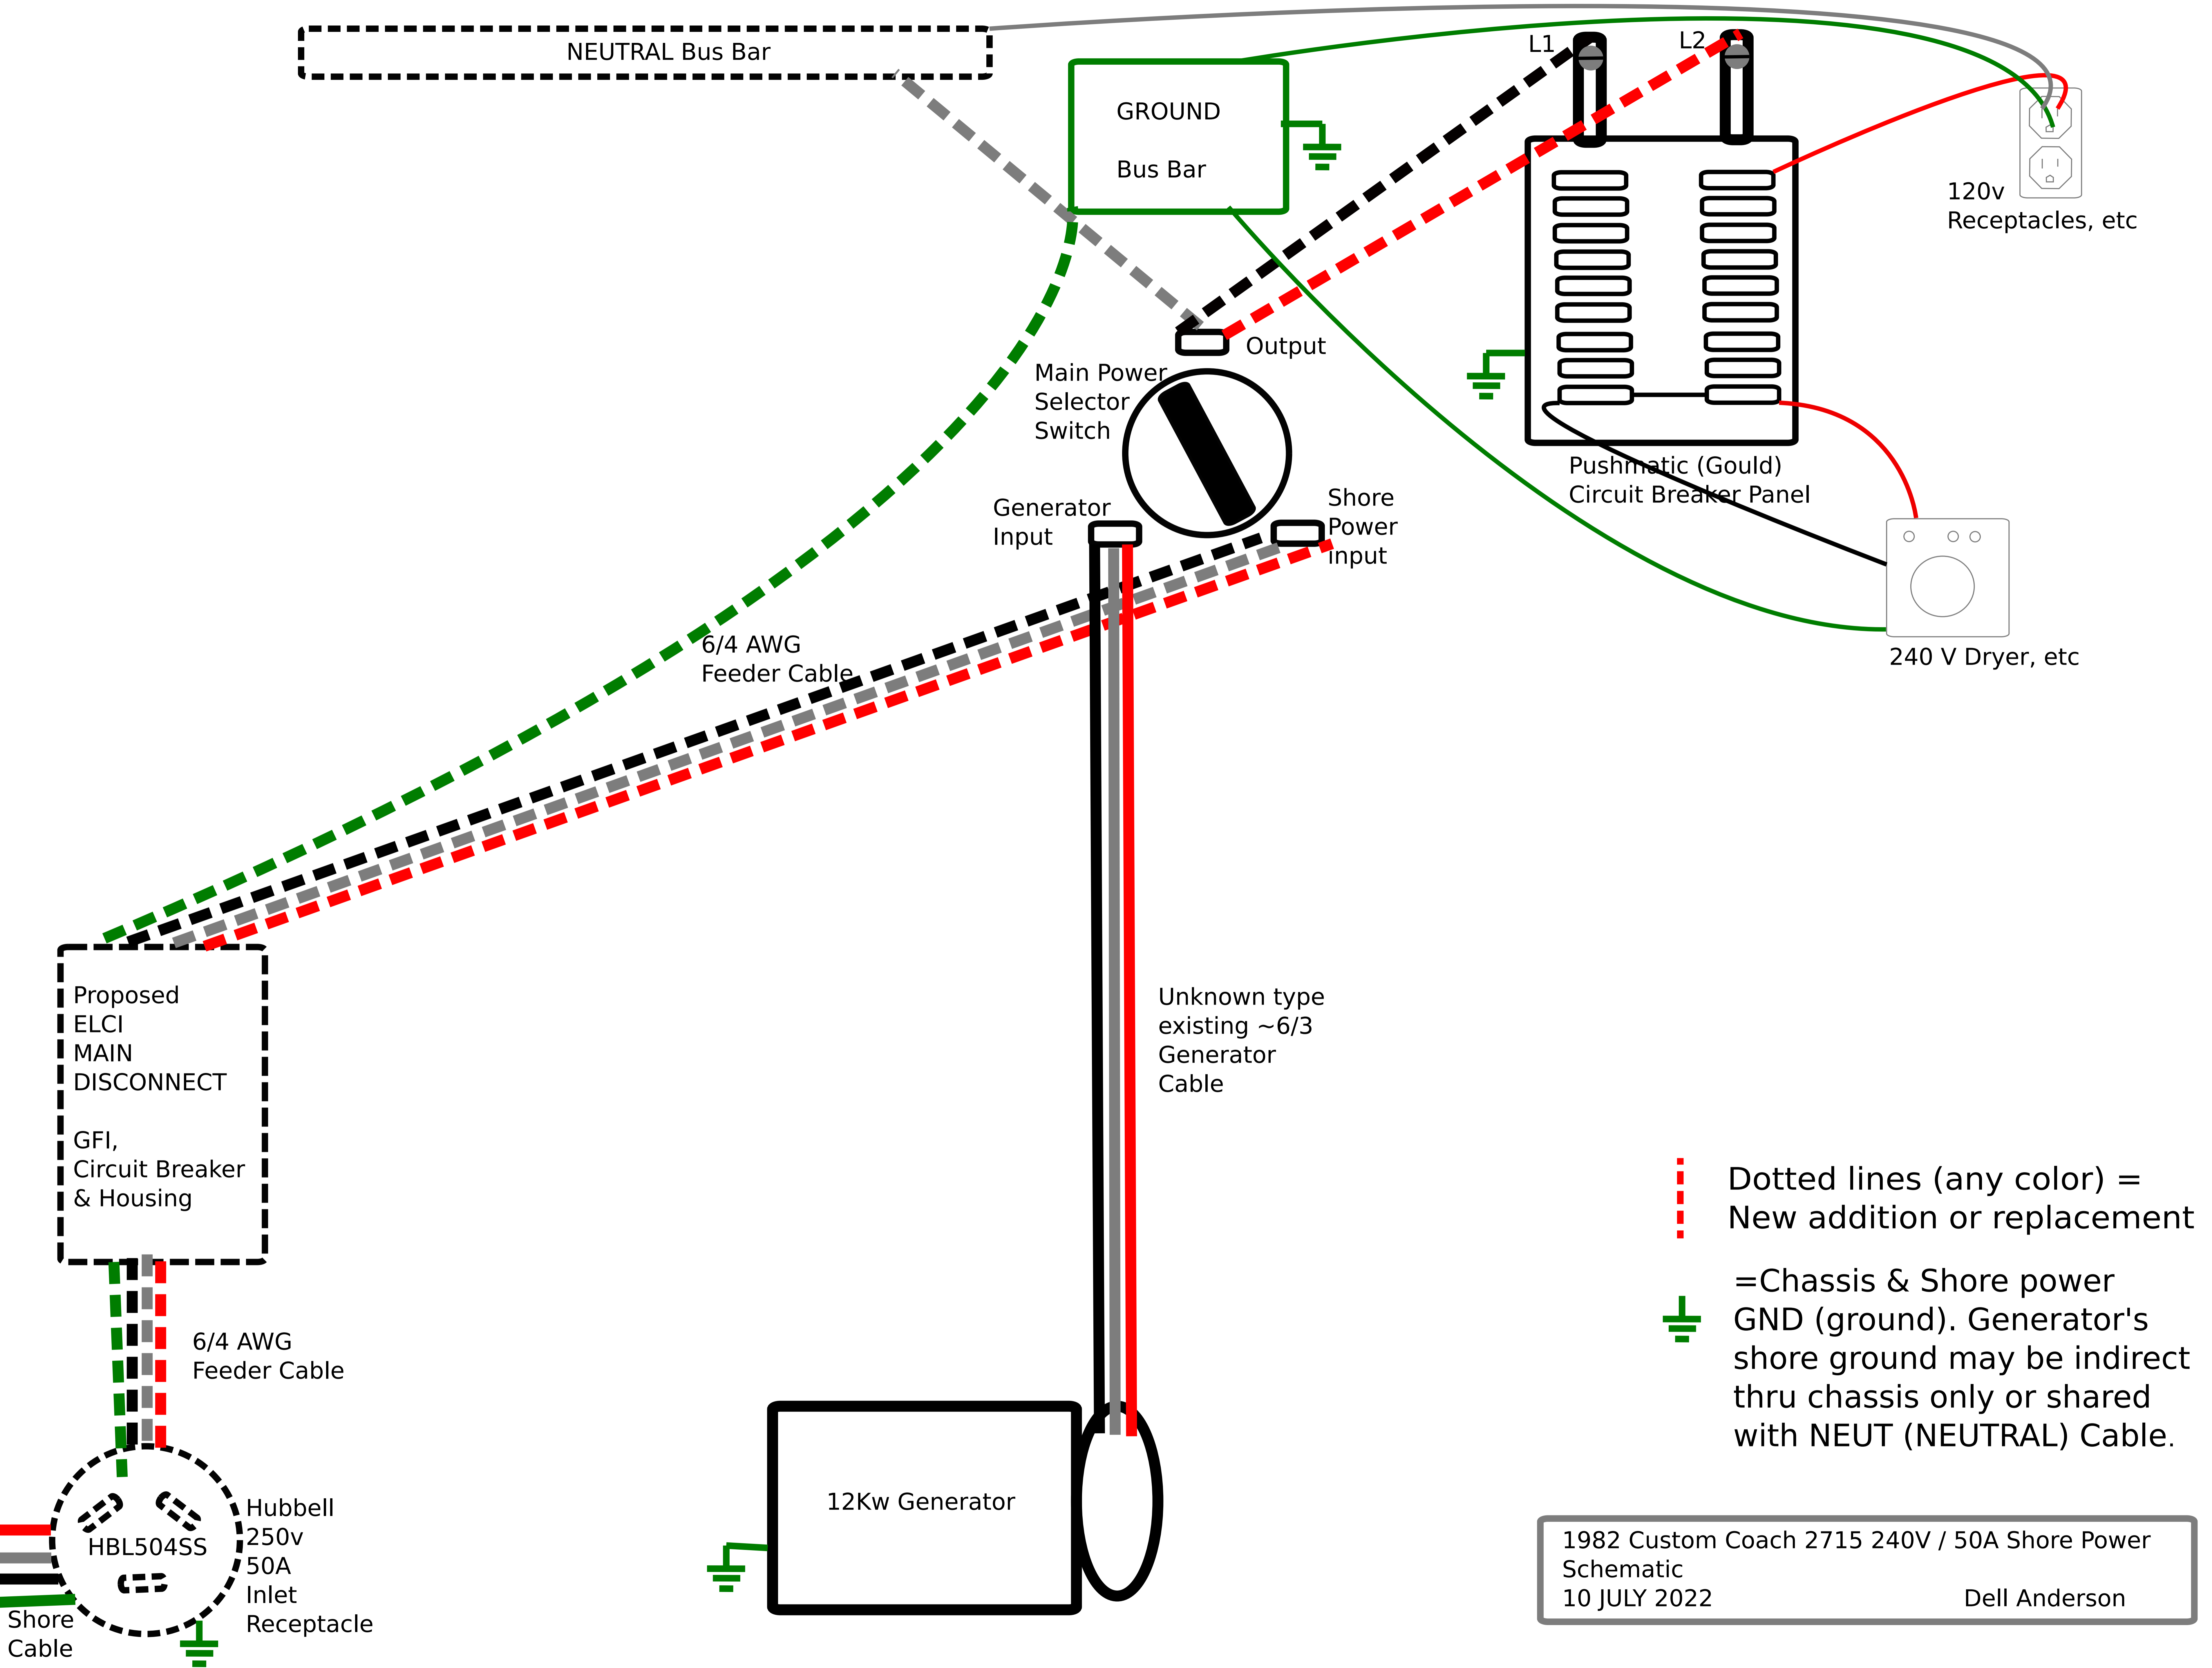 NEUTRAL Bus Bar
GROUND
Bus Bar
L1
L2
120v
Receptacles, etc
Output
Main Power
Selector
Switch
Generator
Input
Shore
Power
input
Pushmatic (Gould)
Circuit Breaker Panel
240 V Dryer, etc
6/4 AWG
Feeder Cable
Proposed
ELCI
MAIN
DISCONNECT
GFI,
Circuit Breaker
& Housing
Unknown type
existing ~6/3
Generator
Cable
6/4 AWG
Feeder Cable
HBL504SS
Hubbell
250v
50A
Inlet
Receptacle
Shore
Cable
12Kw Generator
Dotted lines (any color) =
New addition or replacement
=Chassis & Shore power
GND (ground). Generator's
shore ground may be indirect
thru chassis only or shared
with NEUT (NEUTRAL) Cable.
1982 Custom Coach 2715 240V / 50A Shore Power
Schematic
10 JULY 2022 Dell Anderson